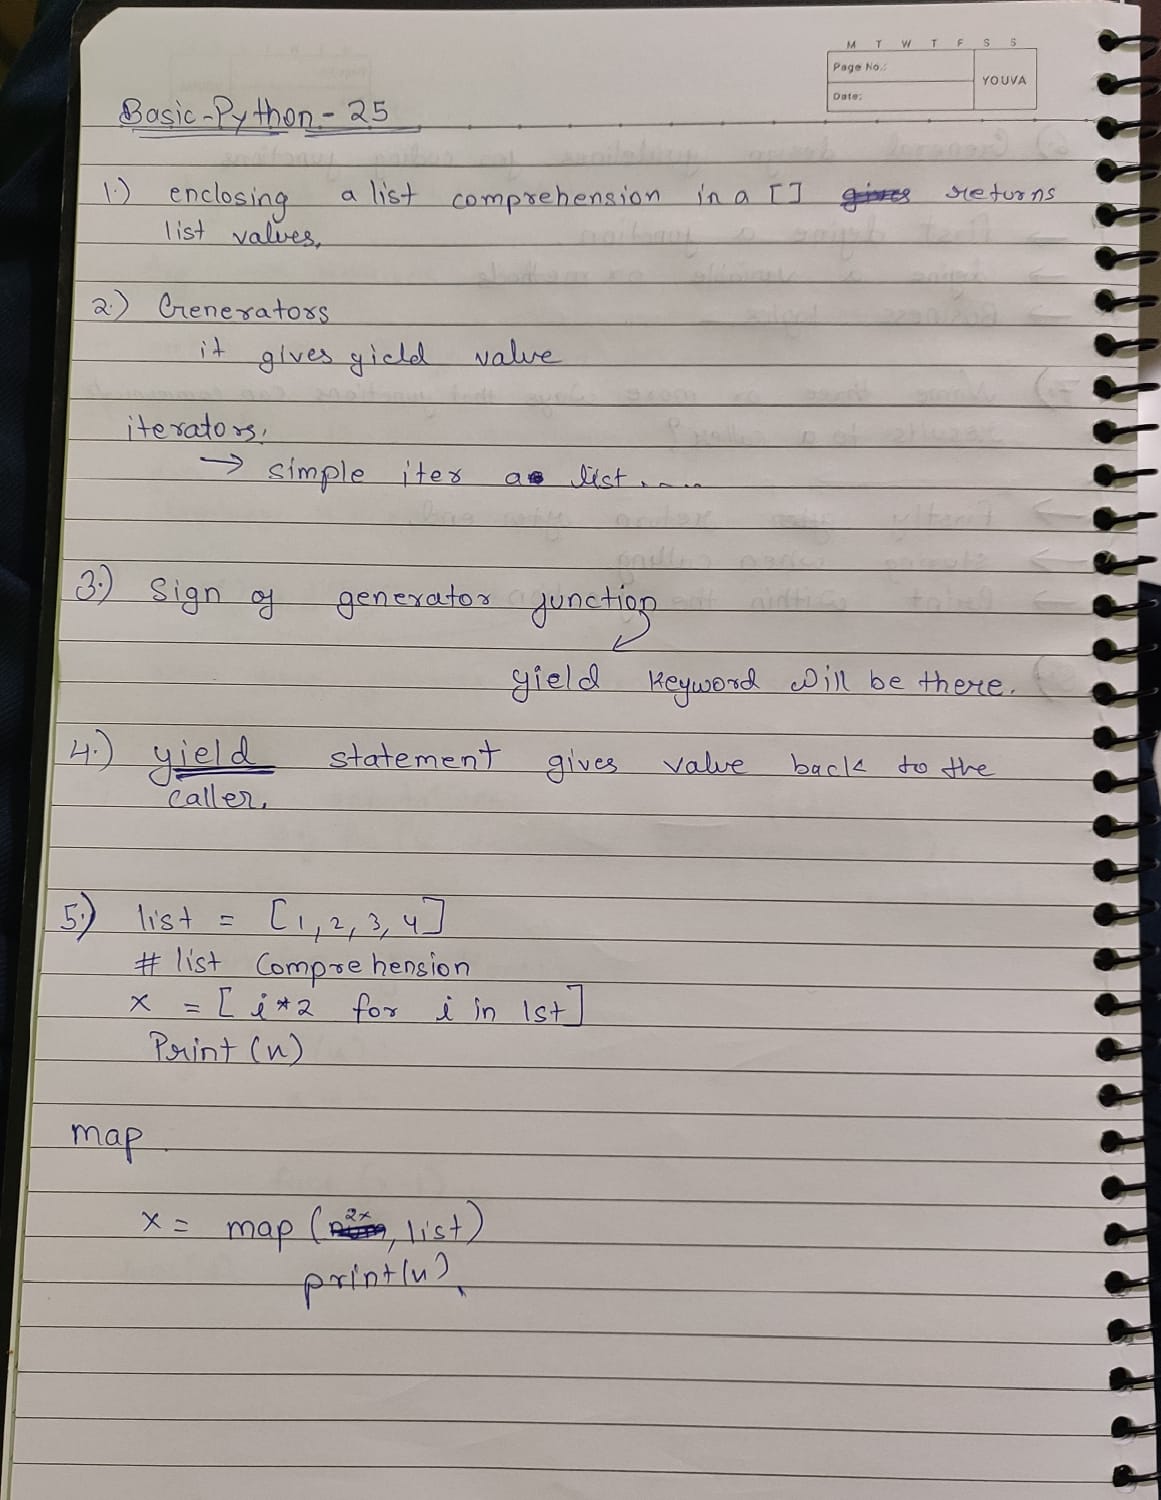 M T W T F S S
Page No.:
YOUVA
Date:
Basic-Python - 25
1.) enclosing a list comprehension in a [] gives returns
list values,
2.) Generators
it gives yield value
iterators.
→ simple iter as list.....
3.) Sign of generator function
yield keyword will be there.
4.) yield statement gives value back to the
caller.
5.) list = [1, 2, 3, 4]
# list comprehension
x = [i*2 for i in lst]
Print (n)
map
2x
x = map (, list)
print(n)